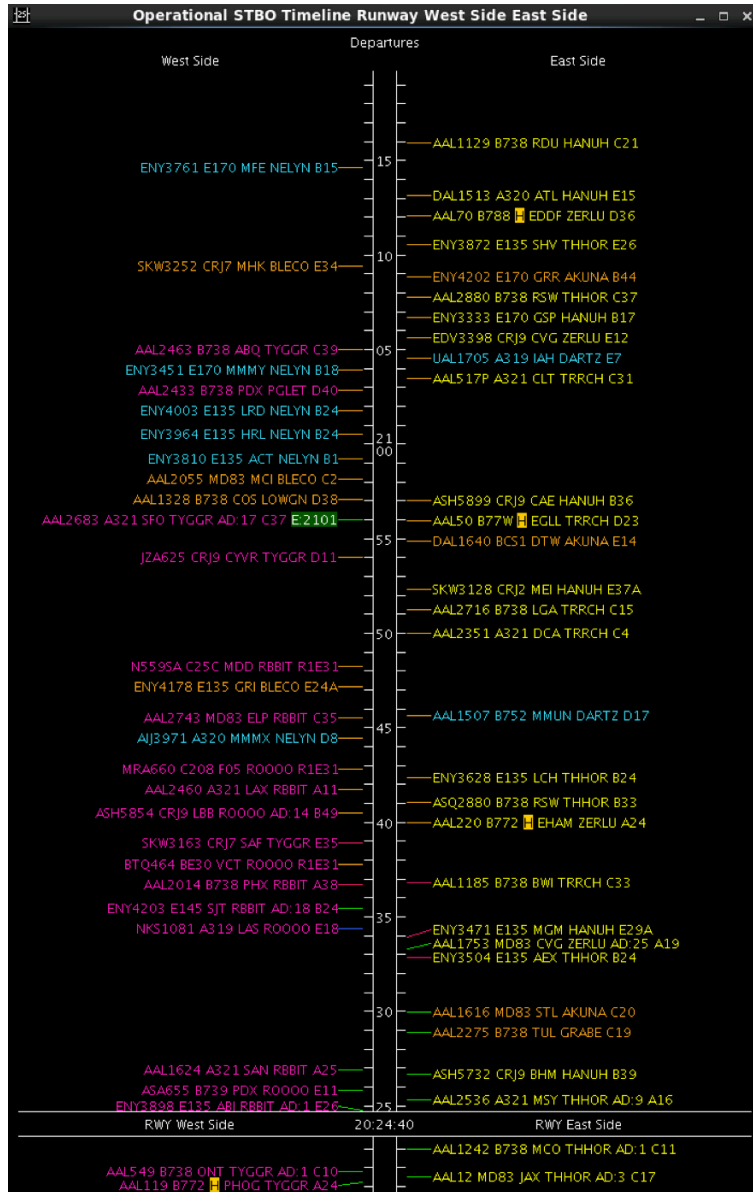 Operational STBO Timeline Runway West Side East Side
Departures
West Side
East Side
AAL1129 B738 RDU HANUH C21
15
ENY3761 E170 MFE NELYN B15
DAL1513 A320 ATL HANUH E15
AAL70 B788 H EDDF ZERLU D36
ENY3872 E135 SHV THHOR E26
10
SKW3252 CRJ7 MHK BLECO E34
ENY4202 E170 GRR AKUNA B44
AAL2880 B738 RSW THHOR C37
ENY3333 E170 GSP HANUH B17
EDV3398 CRJ9 CVG ZERLU E12
AAL2463 B738 ABQ TYGGR C39
05
UAL1705 A319 IAH DARTZ E7
ENY3451 E170 MMMY NELYN B18
AAL517P A321 CLT TRRCH C31
AAL2433 B738 PDX PGLET D40
ENY4003 E135 LRD NELYN B24
ENY3964 E135 HRL NELYN B24
21
00
ENY3810 E135 ACT NELYN B1
AAL2055 MD83 MCI BLECO C2
AAL1328 B738 COS LOWGN D38
ASH5899 CRJ9 CAE HANUH B36
AAL2683 A321 SFO TYGGR AD:17 C37 E:2101
AAL50 B77W H EGLL TRRCH D23
55
DAL1640 BCS1 DTW AKUNA E14
JZA625 CRJ9 CYVR TYGGR D11
SKW3128 CRJ2 MEI HANUH E37A
AAL2716 B738 LGA TRRCH C15
50
AAL2351 A321 DCA TRRCH C4
N559SA C25C MDD RBBIT R1E31
ENY4178 E135 GRI BLECO E24A
AAL2743 MD83 ELP RBBIT C35
AAL1507 B752 MMUN DARTZ D17
45
AIJ3971 A320 MMMX NELYN D8
MRA660 C208 F05 ROOOO R1E31
ENY3628 E135 LCH THHOR B24
AAL2460 A321 LAX RBBIT A11
ASQ2880 B738 RSW THHOR B33
ASH5854 CRJ9 LBB ROOOO AD:14 B49
40
AAL220 B772 H EHAM ZERLU A24
SKW3163 CRJ7 SAF TYGGR E35
BTQ464 BE30 VCT ROOOO R1E31
AAL2014 B738 PHX RBBIT A38
AAL1185 B738 BWI TRRCH C33
ENY4203 E145 SJT RBBIT AD:18 B24
35
NKS1081 A319 LAS ROOOO E18
ENY3471 E135 MGM HANUH E29A
AAL1753 MD83 CVG ZERLU AD:25 A19
ENY3504 E135 AEX THHOR B24
30
AAL1616 MD83 STL AKUNA C20
AAL2275 B738 TUL GRABE C19
AAL1624 A321 SAN RBBIT A25
ASH5732 CRJ9 BHM HANUH B39
ASA655 B739 PDX ROOOO E11
AAL2536 A321 MSY THHOR AD:9 A16
ENY3898 E135 ABI RBBIT AD:1 E26
25
RWY West Side
20:24:40
RWY East Side
AAL1242 B738 MCO THHOR AD:1 C11
AAL549 B738 ONT TYGGR AD:1 C10
AAL12 MD83 JAX THHOR AD:3 C17
AAL119 B772 H PHOG TYGGR A24